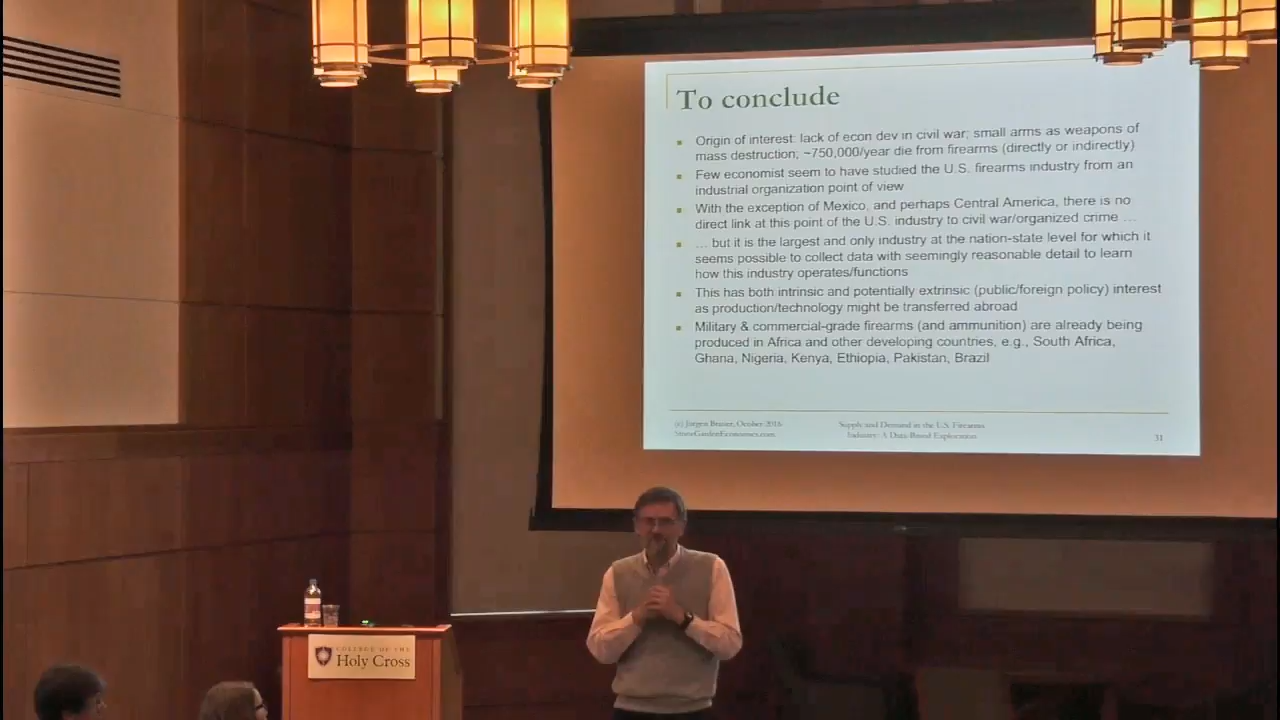 To conclude
Origin of interest: lack of econ dev in civil war; small arms as weapons of
mass destruction; ~750,000/year die from firearms (directly or indirectly)
Few economist seem to have studied the U.S. firearms industry from an
industrial organization point of view
With the exception of Mexico, and perhaps Central America, there is no
direct link at this point of the U.S. industry to civil war/organized crime …
… but it is the largest and only industry at the nation-state level for which it
seems possible to collect data with seemingly reasonable detail to learn
how this industry operates/functions
This has both intrinsic and potentially extrinsic (public/foreign policy) interest
as production/technology might be transferred abroad
Military & commercial-grade firearms (and ammunition) are already being
produced in Africa and other developing countries, e.g., South Africa,
Ghana, Nigeria, Kenya, Ethiopia, Pakistan, Brazil
(c) Jurgen Brauer, October
StoneGardenEconomics.com
Supply and Demand in the U.S. Firearms
Industry: A Data-Based Exploration
31
COLLEGE OF THE
Holy Cross